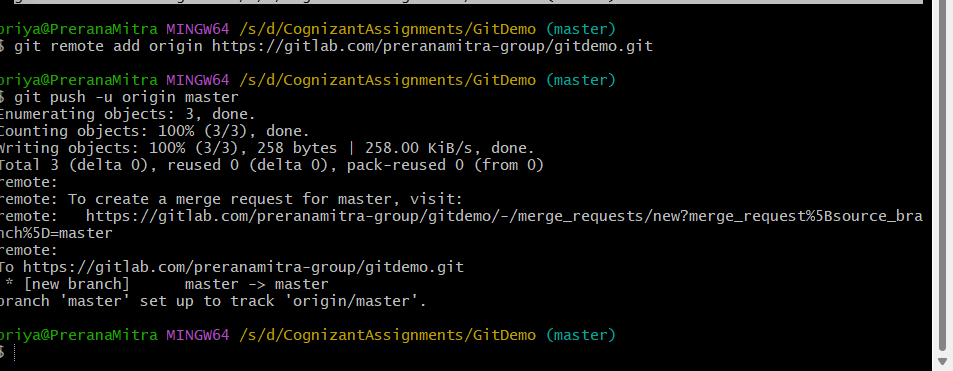 priya@PreranaMitra MINGW64 /s/d/CognizantAssignments/GitDemo (master)
$ git remote add origin https://gitlab.com/preranamitra-group/gitdemo.git
priya@PreranaMitra MINGW64 /s/d/CognizantAssignments/GitDemo (master)
$ git push -u origin master
Enumerating objects: 3, done.
Counting objects: 100% (3/3), done.
Writing objects: 100% (3/3), 258 bytes | 258.00 KiB/s, done.
Total 3 (delta 0), reused 0 (delta 0), pack-reused 0 (from 0)
remote:
remote: To create a merge request for master, visit:
remote:   https://gitlab.com/preranamitra-group/gitdemo/-/merge_requests/new?merge_request%5Bsource_bra
nch%5D=master
remote:
To https://gitlab.com/preranamitra-group/gitdemo.git
 * [new branch]      master -> master
branch 'master' set up to track 'origin/master'.
priya@PreranaMitra MINGW64 /s/d/CognizantAssignments/GitDemo (master)
$